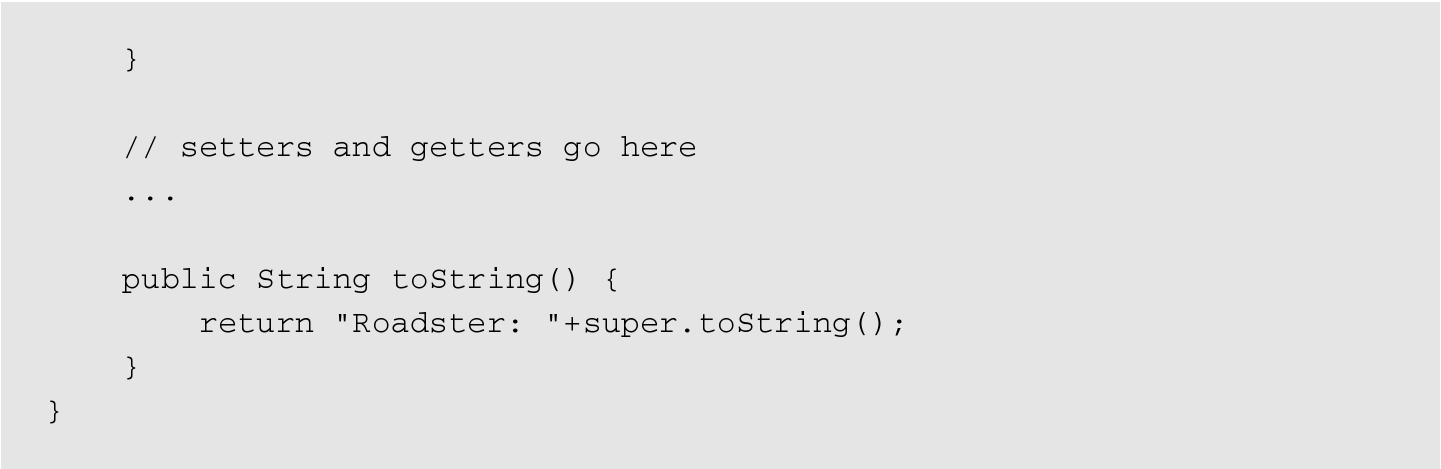 }
// setters and getters go here
...
public String toString() {
return "Roadster: "+super.toString();
}
}